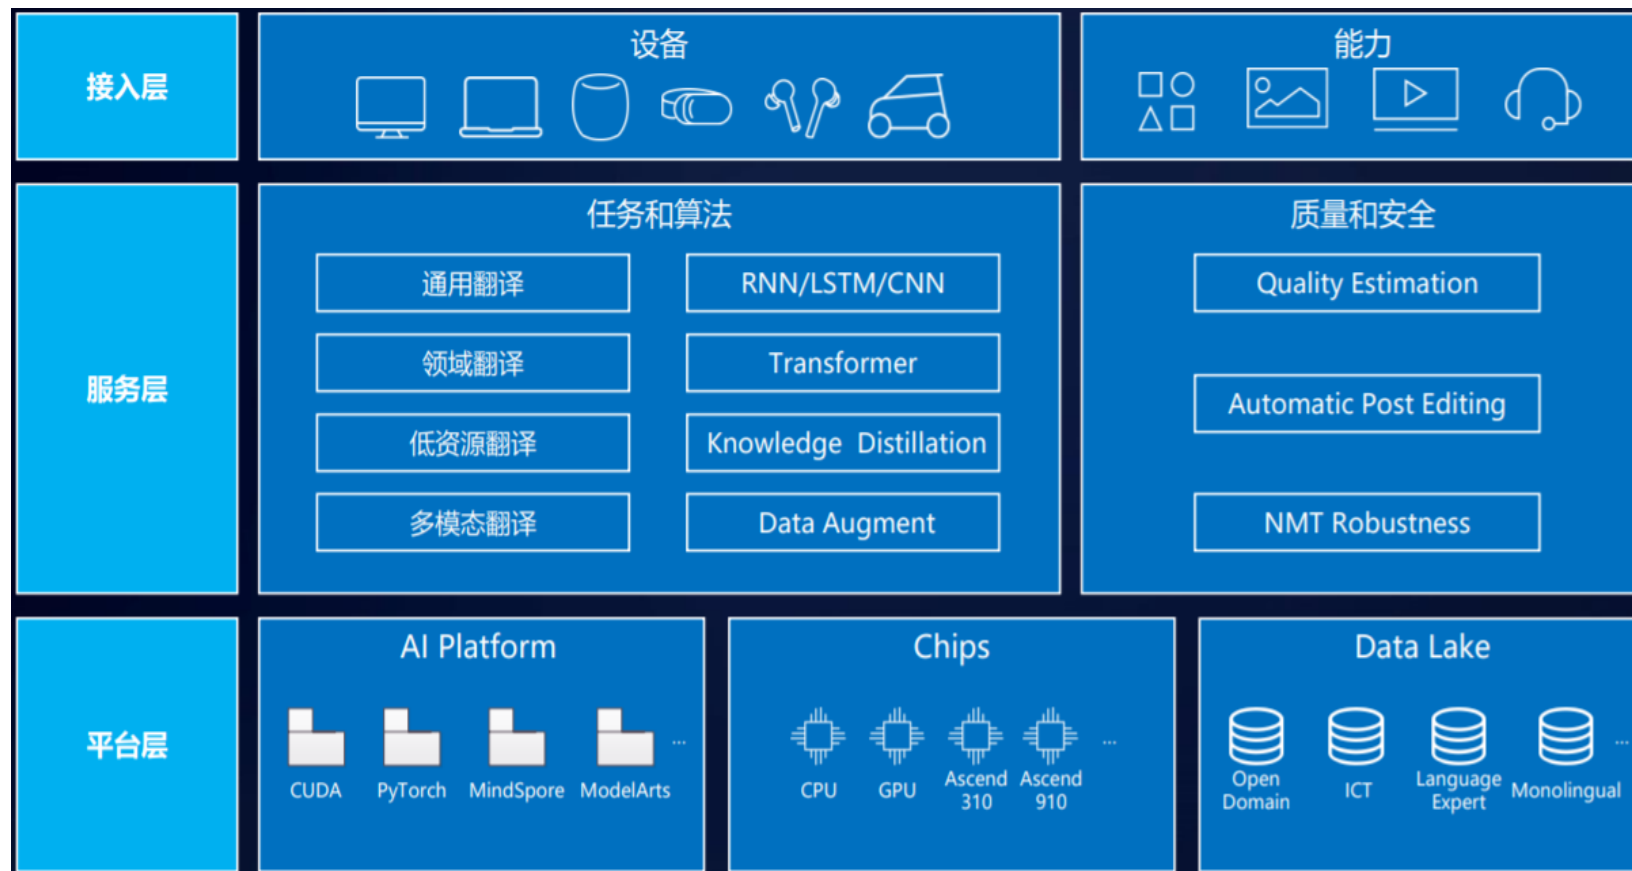 接入层
设备
能力
服务层
任务和算法
通用翻译
RNN/LSTM/CNN
领域翻译
Transformer
低资源翻译
Knowledge Distillation
多模态翻译
Data Augment
质量和安全
Quality Estimation
Automatic Post Editing
NMT Robustness
平台层
AI Platform
CUDA
PyTorch
MindSpore
ModelArts
...
Chips
CPU
GPU
Ascend
310
Ascend
910
...
Data Lake
Open
Domain
ICT
Language
Expert
Monolingual
...